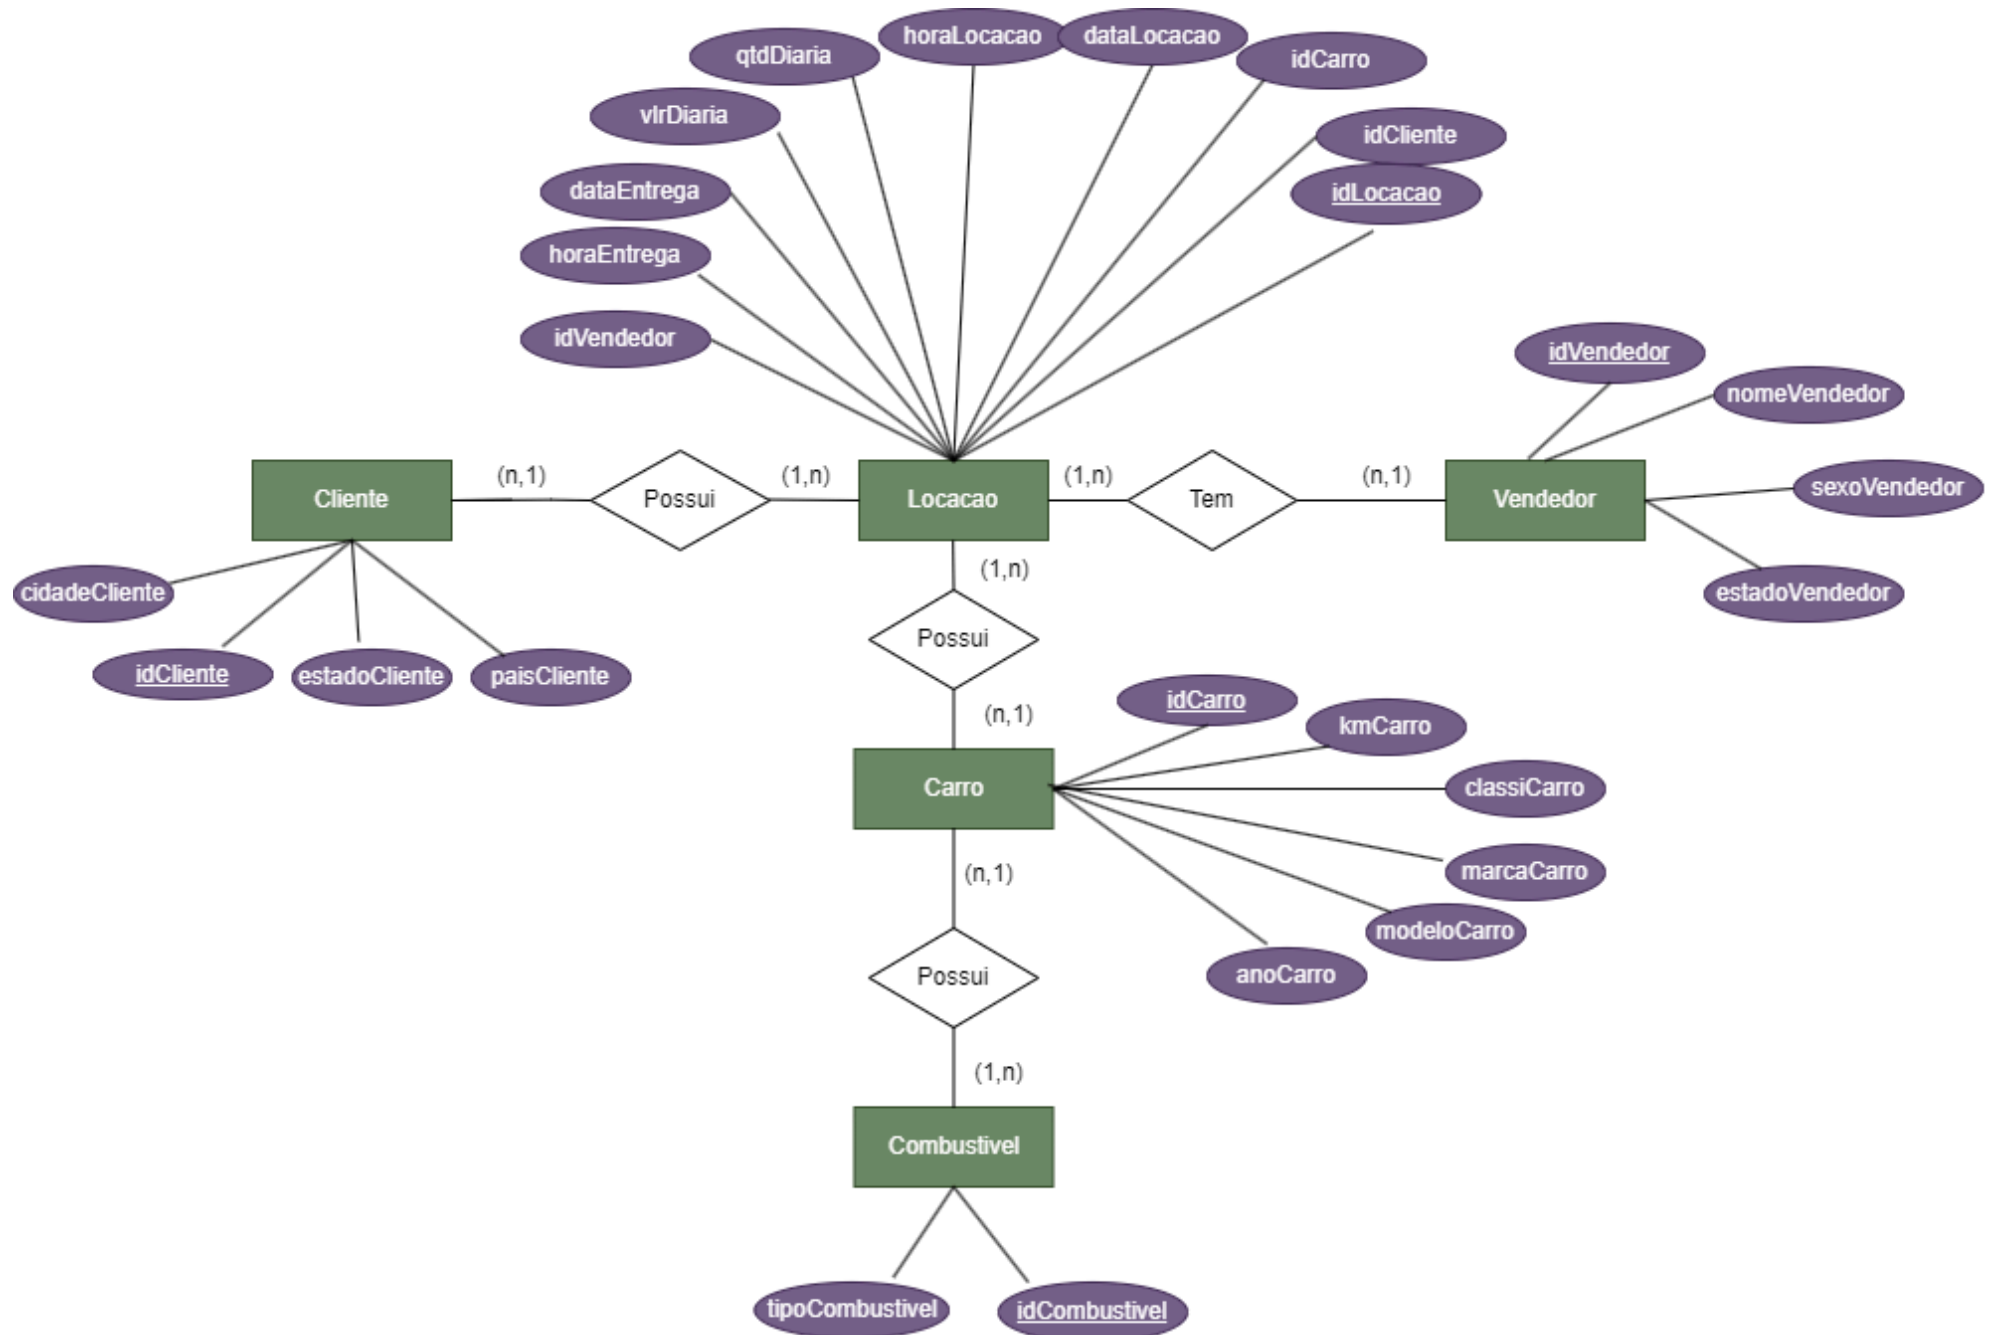 horaLocacao
dataLocacao
qtdDiaria
idCarro
vlrDiaria
idCliente
dataEntrega
idLocacao
horaEntrega
idVendedor
idVendedor
nomeVendedor
sexoVendedor
estadoVendedor
Cliente
(n,1)
Possui
(1,n)
Locacao
(1,n)
Tem
(n,1)
Vendedor
cidadeCliente
idCliente
estadoCliente
paisCliente
(1,n)
Possui
(n,1)
Carro
idCarro
kmCarro
classiCarro
marcaCarro
modeloCarro
anoCarro
(n,1)
Possui
(1,n)
Combustivel
tipoCombustivel
idCombustivel